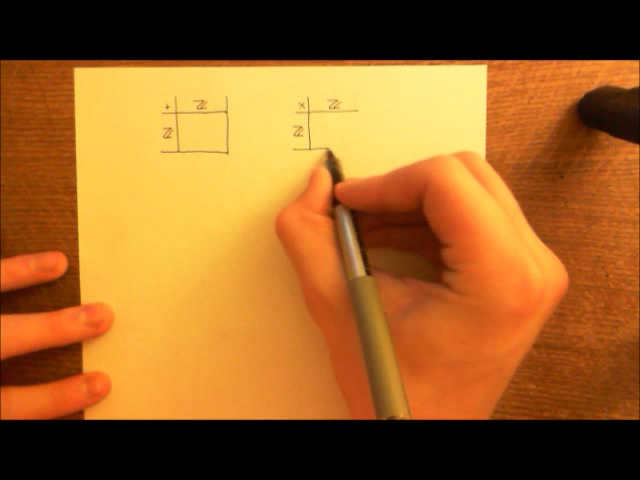 + ℤ × ℤ
ℤ ℤ